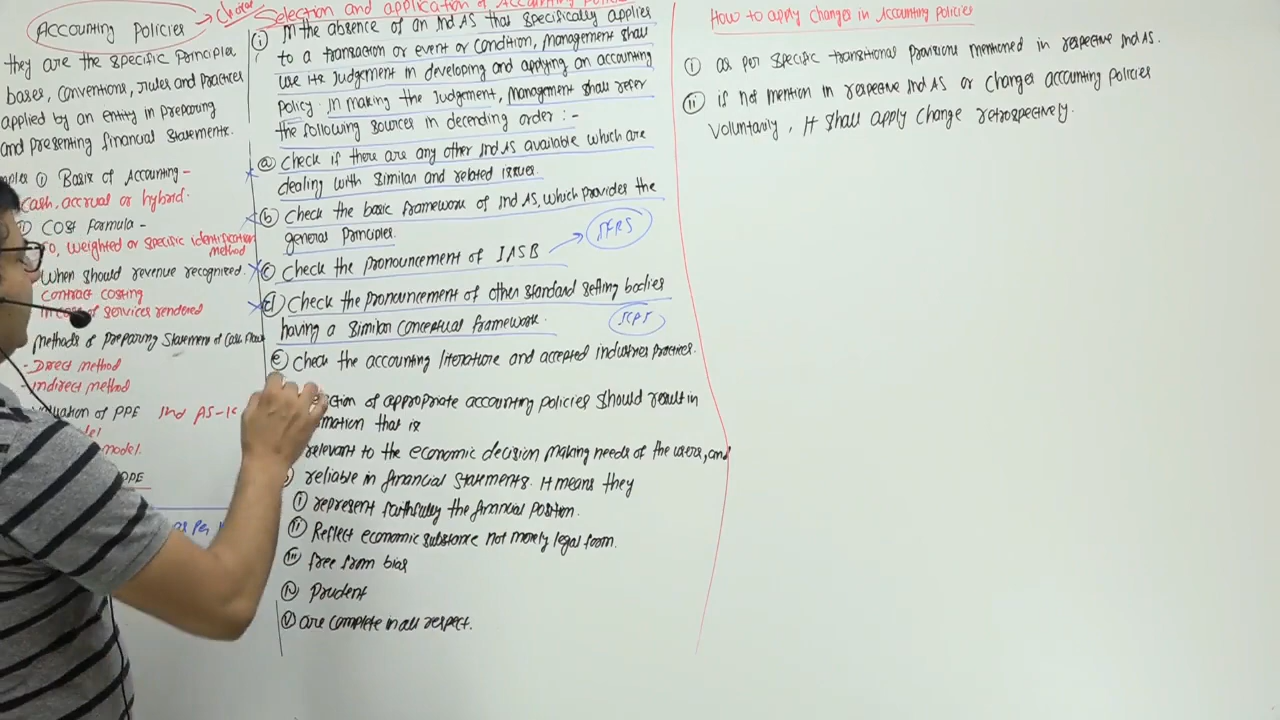 Accounting Policies
they are the specific Principles
bases, conventions, rules and Practices
applied by an entity in preparing
and presenting financial statements.
① Basis of Accounting -
Cash, accrual or hybrid.
Cost Formula -
weighted or specific identification
method
When should revenue recognized.
Contract costing
in case of services rendered
methods of preparing Statement of Cash
- Direct method
- Indirect method
of PPE Ind AS-16
model.
PPE
as per
Selection and application of Accounting
ⓘ In the absence of an Ind AS that specifically applies
to a transaction or event or condition, management shall
use its Judgement in developing and applying an accounting
policy. In making the Judgement, management shall refer
the following sources in decending order :-
ⓐ Check if there are any other Ind AS available which are
dealing with similar and related issues.
ⓑ Check the basic framework of Ind AS, which provides the
general Principles.
ⓒ Check the pronouncement of IASB → IFRS
ⓓ Check the pronouncement of other standard setting bodies
having a similar conceptual framework.
ⓔ Check the accounting literature and accepted industries practices.
of appropriate accounting policies should result in
that is
relevant to the economic decision making needs of the users, and
reliable in financial statements. It means they
ⓘ represent faithfully the financial position.
ⓘⓘ Reflect economic substance not merely legal form.
ⓘⓘⓘ free from bias
Ⓘⓥ Prudent
Ⓥ are complete in all respect.
How to apply changes in Accounting Policies
ⓘ as per specific transitional provisions mentioned in respective Ind AS.
ⓘⓘ is not mention in respective Ind AS or changes accounting policies
voluntarily, It shall apply change retrospectively.